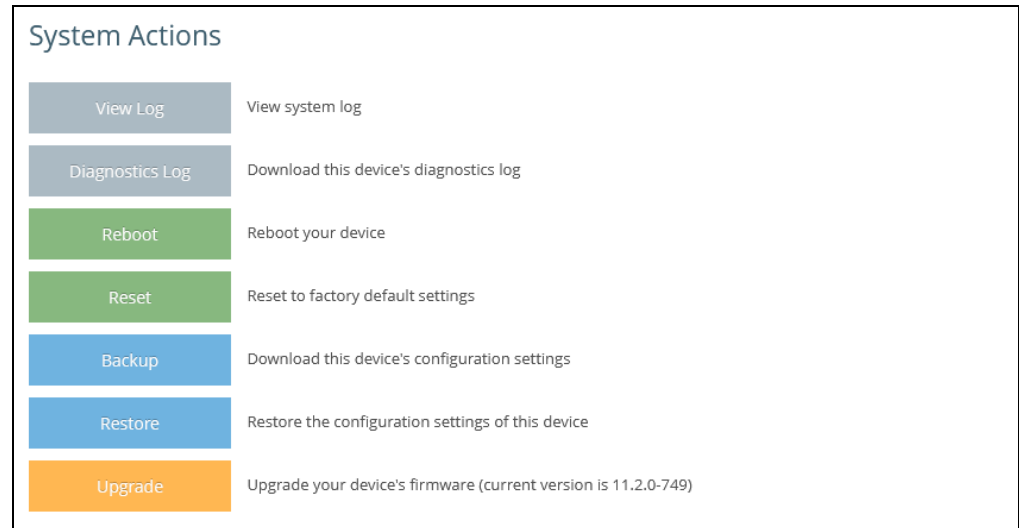 System Actions
View Log View system log
Diagnostics Log Download this device's diagnostics log
Reboot Reboot your device
Reset Reset to factory default settings
Backup Download this device's configuration settings
Restore Restore the configuration settings of this device
Upgrade Upgrade your device's firmware (current version is 11.2.0-749)